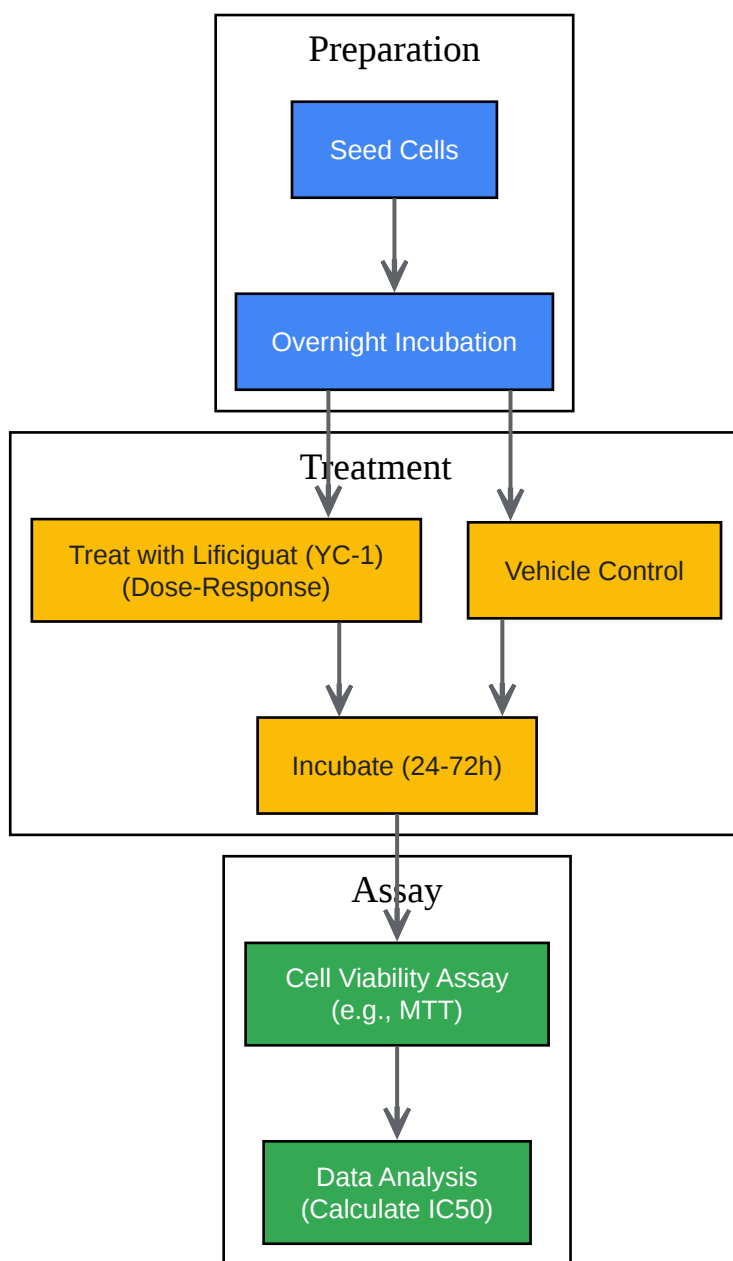 Preparation
Seed Cells
Overnight Incubation
Treatment
Treat with Lificiguat (YC-1)
(Dose-Response)
Vehicle Control
Incubate (24-72h)
Assay
Cell Viability Assay
(e.g., MTT)
Data Analysis
(Calculate IC50)